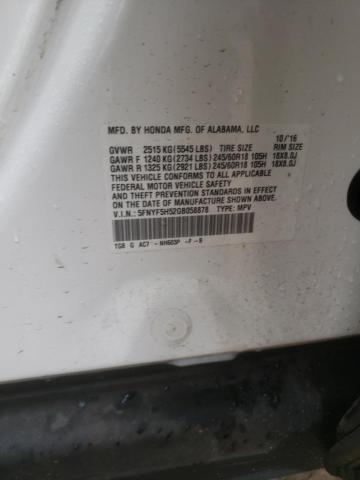 MFD. BY HONDA MFG. OF ALABAMA, LLC 10/'16
GVWR 2515 KG (5545 LBS) TIRE SIZE RIM SIZE
GAWR F 1240 KG (2734 LBS) 245/60R18 105H 18X8.0J
GAWR R 1325 KG (2921 LBS) 245/60R18 105H 18X8.0J
THIS VEHICLE CONFORMS TO ALL APPLICABLE
FEDERAL MOTOR VEHICLE SAFETY AND THEFT
PREVENTION STANDARDS IN EFFECT ON THE
DATE OF MANUFACTURE SHOWN ABOVE.
V.I.N.: 5FNYF5H52GB058878 TYPE: MPV
TG8 G AC7 -NH603P -F -B